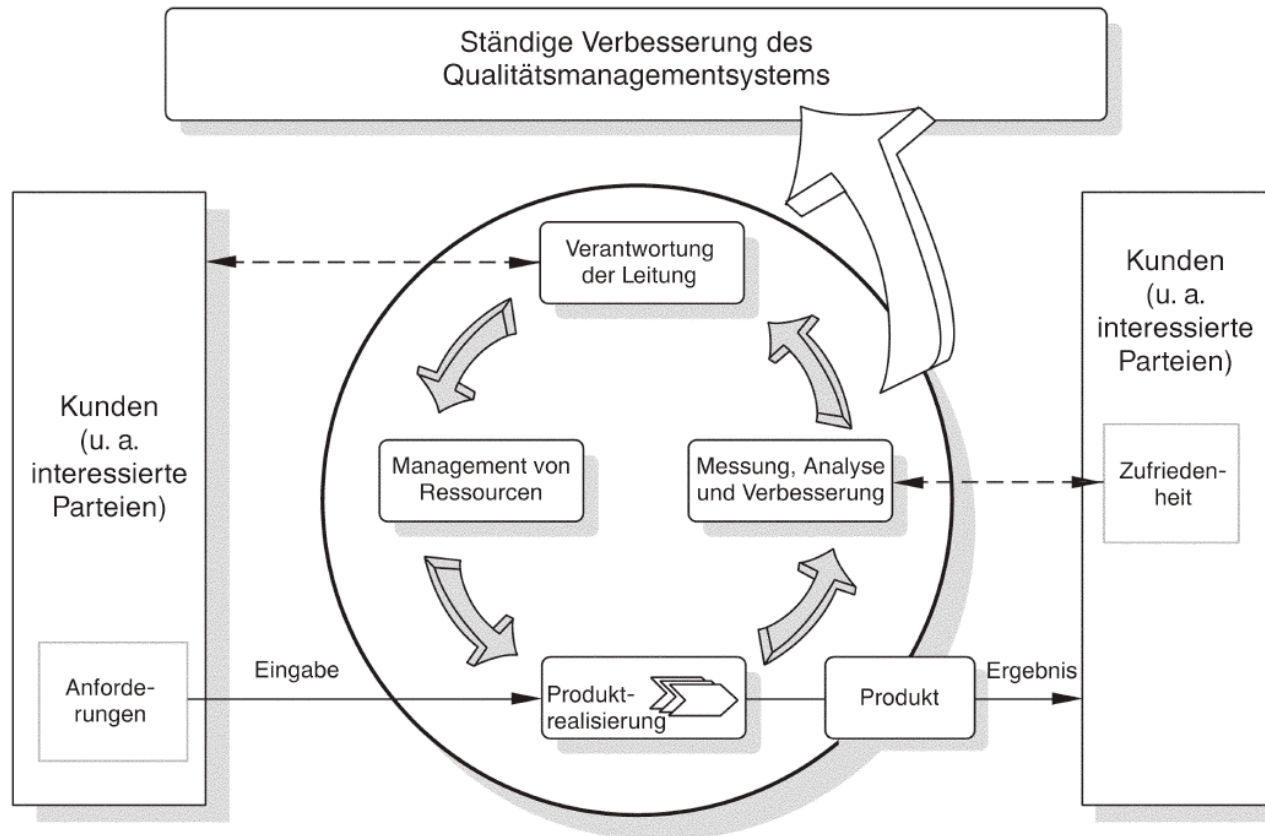 Ständige Verbesserung des
Qualitätsmanagementsystems
Verantwortung
der Leitung
Kunden
(u. a.
interessierte
Parteien)
Kunden
(u. a.
interessierte
Parteien)
Management von
Ressourcen
Messung, Analyse
und Verbesserung
Zufrieden-
heit
Anforde-
rungen
Eingabe
Produkt-
realisierung
Produkt
Ergebnis